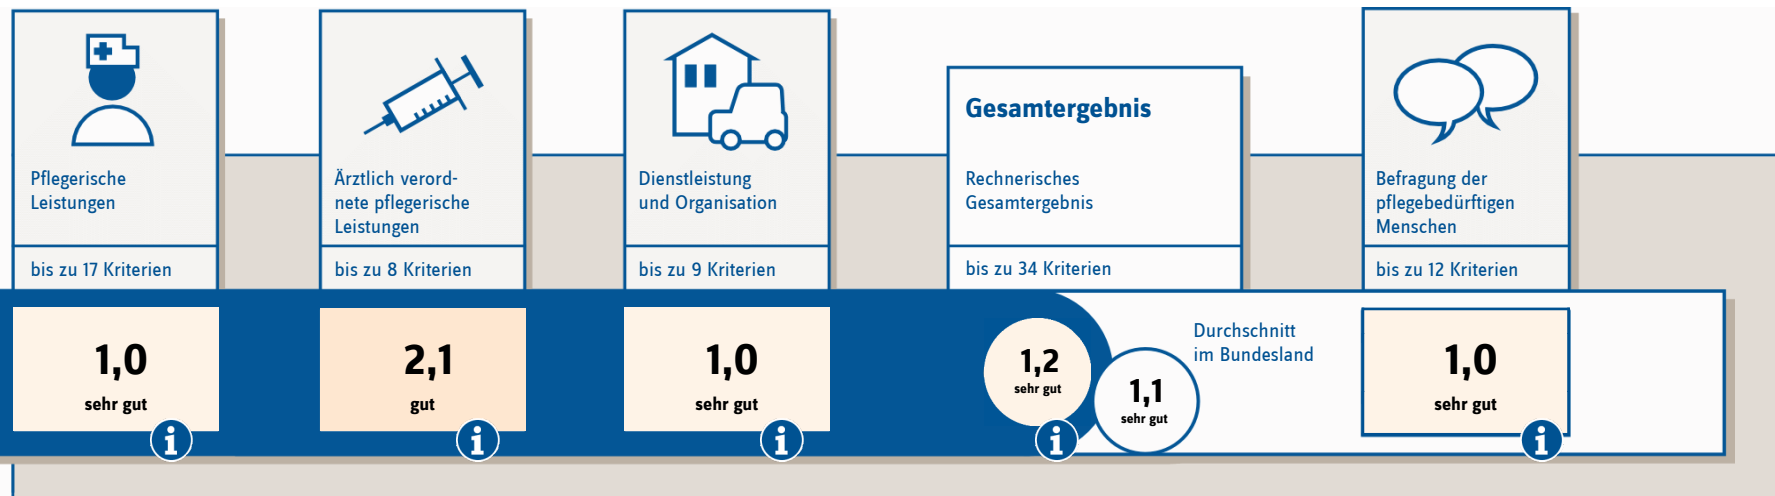 Pflegerische
Leistungen
bis zu 17 Kriterien
1,0
sehr gut
i
Ärztlich verord-
nete pflegerische
Leistungen
bis zu 8 Kriterien
2,1
gut
i
Dienstleistung
und Organisation
bis zu 9 Kriterien
1,0
sehr gut
i
Gesamtergebnis
Rechnerisches
Gesamtergebnis
bis zu 34 Kriterien
1,2
sehr gut
i
1,1
sehr gut
Durchschnitt
im Bundesland
Befragung der
pflegebedürftigen
Menschen
bis zu 12 Kriterien
1,0
sehr gut
i